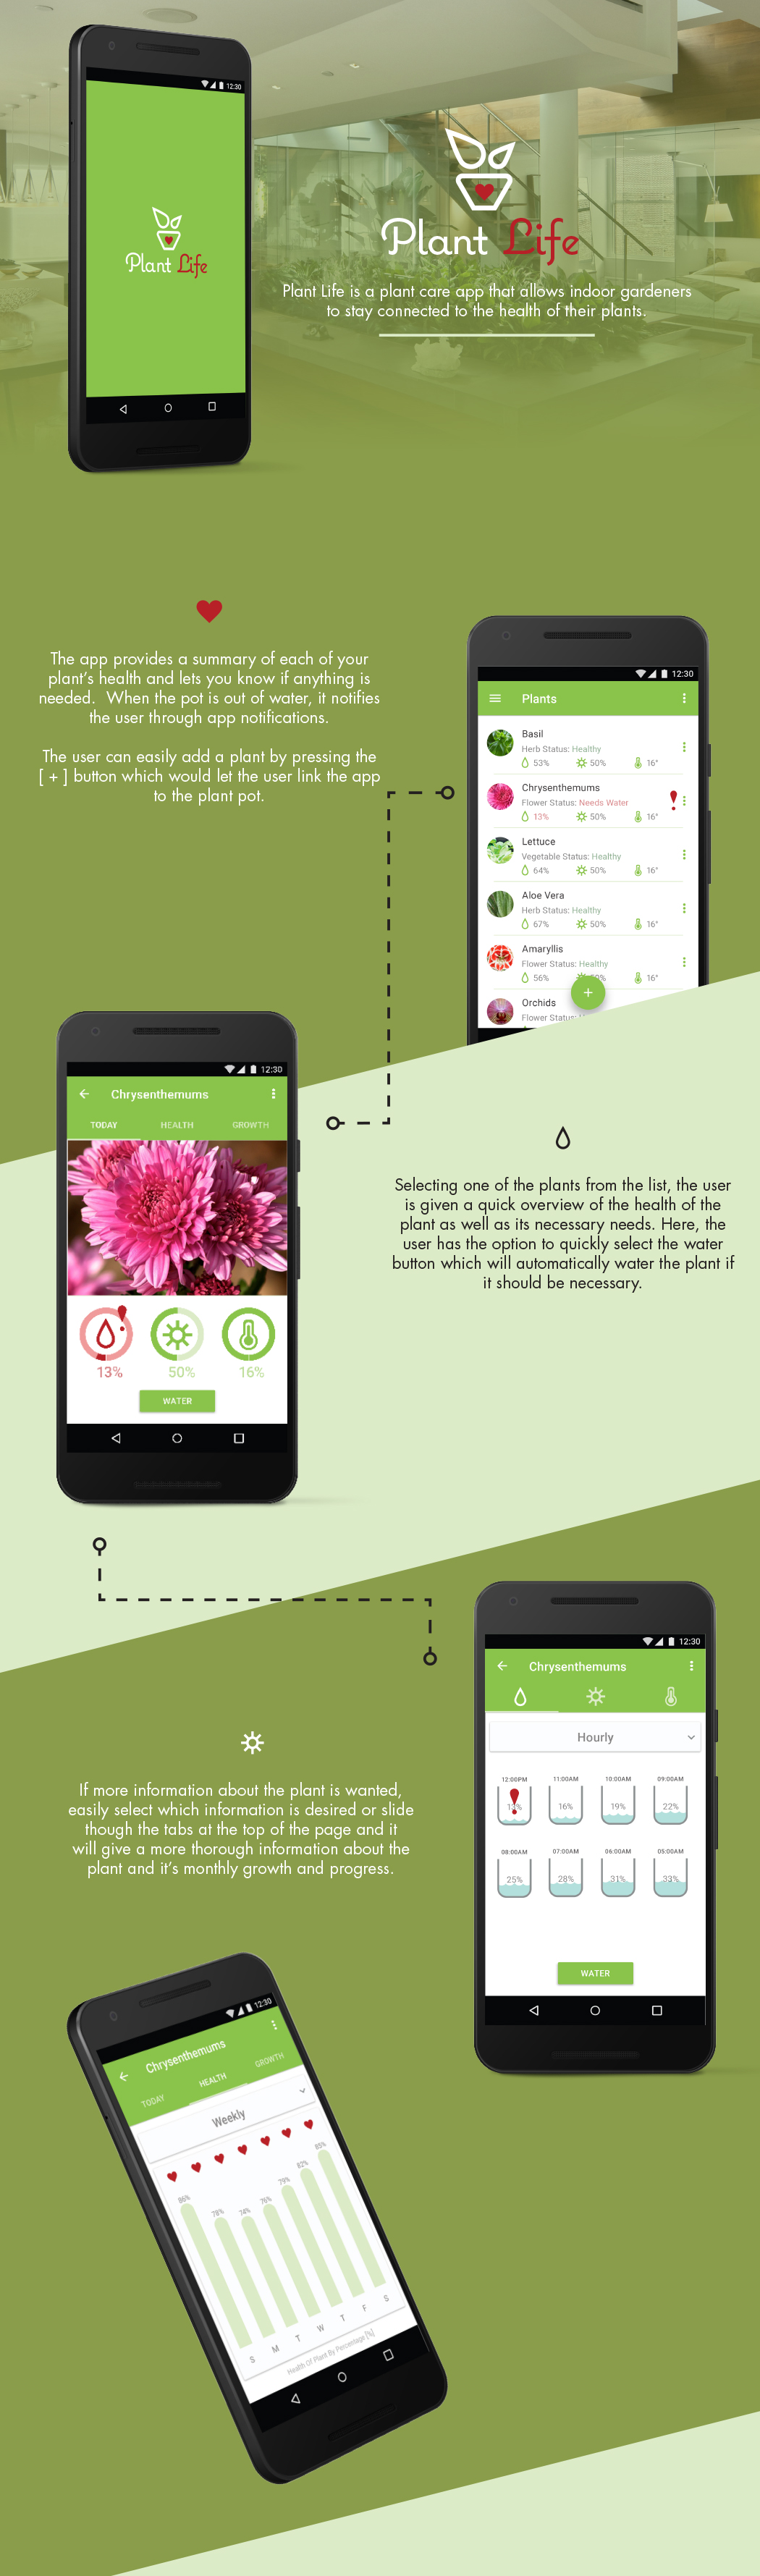 12:30
Plant Life
Plant Life
Plant Life is a plant care app that allows indoor gardeners
to stay connected to the health of their plants.
The app provides a summary of each of your
plant's health and lets you know if anything is
needed.  When the pot is out of water, it notifies
the user through app notifications.
The user can easily add a plant by pressing the
[ + ] button which would let the user link the app
to the plant pot.
12:30
Plants
Basil
Herb Status: Healthy
53% 50% 16°
Chrysenthemums
Flower Status: Needs Water
13% 50% 16°
Lettuce
Vegetable Status: Healthy
64% 50% 16°
Aloe Vera
Herb Status: Healthy
67% 50% 16°
Amaryllis
Flower Status: Healthy
56% 50% 16°
+
Orchids
Flower Status:
12:30
Chrysenthemums
TODAY HEALTH GROWTH
13% 50% 16%
WATER
Selecting one of the plants from the list, the user
is given a quick overview of the health of the
plant as well as its necessary needs. Here, the
user has the option to quickly select the water
button which will automatically water the plant if
it should be necessary.
12:30
Chrysenthemums
Hourly
12:00PM 11:00AM 10:00AM 09:00AM
13% 16% 19% 22%
08:00AM 07:00AM 06:00AM 05:00AM
25% 28% 31% 33%
WATER
If more information about the plant is wanted,
easily select which information is desired or slide
though the tabs at the top of the page and it
will give a more thorough information about the
plant and it's monthly growth and progress.
12:30
Chrysenthemums
TODAY HEALTH GROWTH
Weekly
86% 78% 74% 76% 79% 82% 85%
S M T W T F S
Health Of Plant By Percentage [%]